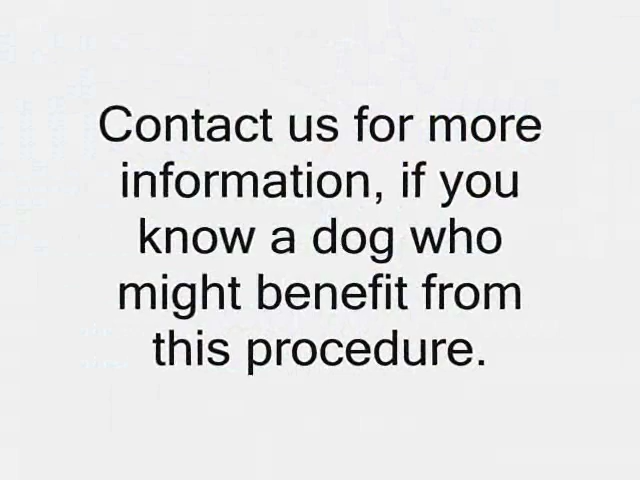 Contact us for more
information, if you
know a dog who
might benefit from
this procedure.